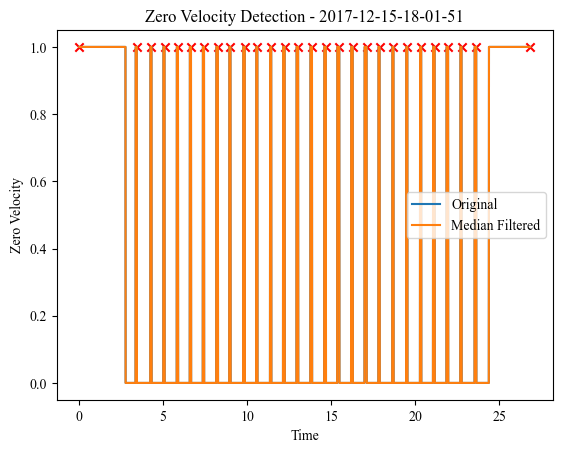 Zero Velocity Detection - 2017-12-15-18-01-51
1.0
0.8
0.6
0.4
0.2
0.0
Zero Velocity
Original
Median Filtered
0 5 10 15 20 25
Time